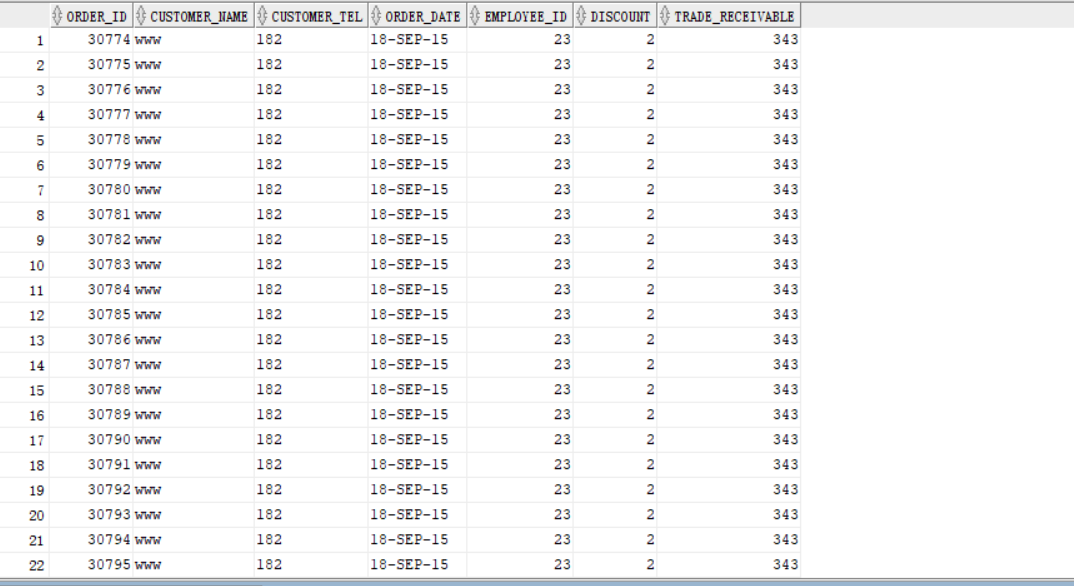 ORDER_ID CUSTOMER_NAME CUSTOMER_TEL ORDER_DATE EMPLOYEE_ID DISCOUNT TRADE_RECEIVABLE
1 30774 www 182 18-SEP-15 23 2 343
2 30775 www 182 18-SEP-15 23 2 343
3 30776 www 182 18-SEP-15 23 2 343
4 30777 www 182 18-SEP-15 23 2 343
5 30778 www 182 18-SEP-15 23 2 343
6 30779 www 182 18-SEP-15 23 2 343
7 30780 www 182 18-SEP-15 23 2 343
8 30781 www 182 18-SEP-15 23 2 343
9 30782 www 182 18-SEP-15 23 2 343
10 30783 www 182 18-SEP-15 23 2 343
11 30784 www 182 18-SEP-15 23 2 343
12 30785 www 182 18-SEP-15 23 2 343
13 30786 www 182 18-SEP-15 23 2 343
14 30787 www 182 18-SEP-15 23 2 343
15 30788 www 182 18-SEP-15 23 2 343
16 30789 www 182 18-SEP-15 23 2 343
17 30790 www 182 18-SEP-15 23 2 343
18 30791 www 182 18-SEP-15 23 2 343
19 30792 www 182 18-SEP-15 23 2 343
20 30793 www 182 18-SEP-15 23 2 343
21 30794 www 182 18-SEP-15 23 2 343
22 30795 www 182 18-SEP-15 23 2 343